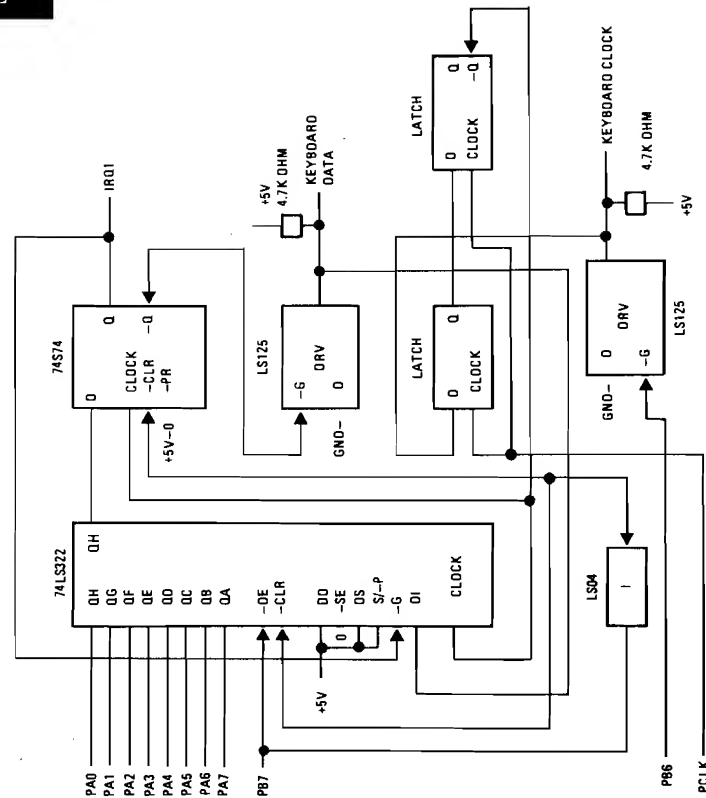 74LS322
QH
PA0 QH
PA1 QG
PA2 QF
PA3 QE
PA4 QD
PA5 QC
PA6 QB
PA7 QA
PB7 -OE
-CLR
+5V
D0
-SE
0
DS
S/-P
-G
DI
CLOCK
74S74
D
Q
CLOCK
-CLR
-PR
-Q
+5V-0
IRQ1
LS125
-G
DRV
D
GND-
+5V
4.7K OHM
KEYBOARD
DATA
LATCH
D
Q
CLOCK
LATCH
D
Q
CLOCK
-Q
LS04
I
GND-
D
DRV
-G
LS125
KEYBOARD CLOCK
4.7K OHM
+5V
PB6
PCLK